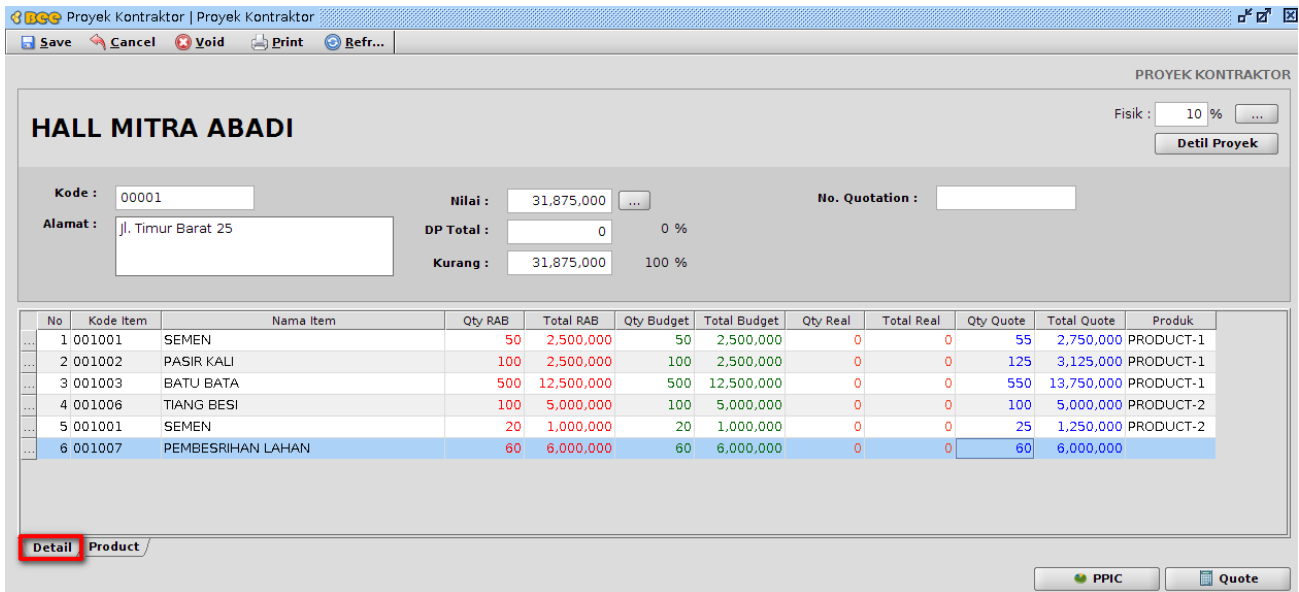 Bee Proyek Kontraktor | Proyek Kontraktor
Save Cancel Void Print Refr...
PROYEK KONTRAKTOR
HALL MITRA ABADI
Fisik : 10 % ...
Detil Proyek
Kode : 00001 Nilai : 31,875,000 ... No. Quotation :
Alamat : Jl. Timur Barat 25 DP Total : 0 0 %
Kurang : 31,875,000 100 %
No Kode Item Nama Item Qty RAB Total RAB Qty Budget Total Budget Qty Real Total Real Qty Quote Total Quote Produk
... 1 001001 SEMEN 50 2,500,000 50 2,500,000 0 0 55 2,750,000 PRODUCT-1
... 2 001002 PASIR KALI 100 2,500,000 100 2,500,000 0 0 125 3,125,000 PRODUCT-1
... 3 001003 BATU BATA 500 12,500,000 500 12,500,000 0 0 550 13,750,000 PRODUCT-1
... 4 001006 TIANG BESI 100 5,000,000 100 5,000,000 0 0 100 5,000,000 PRODUCT-2
... 5 001001 SEMEN 20 1,000,000 20 1,000,000 0 0 25 1,250,000 PRODUCT-2
... 6 001007 PEMBESRIHAN LAHAN 60 6,000,000 60 6,000,000 0 0 60 6,000,000
Detail Product
PPIC Quote